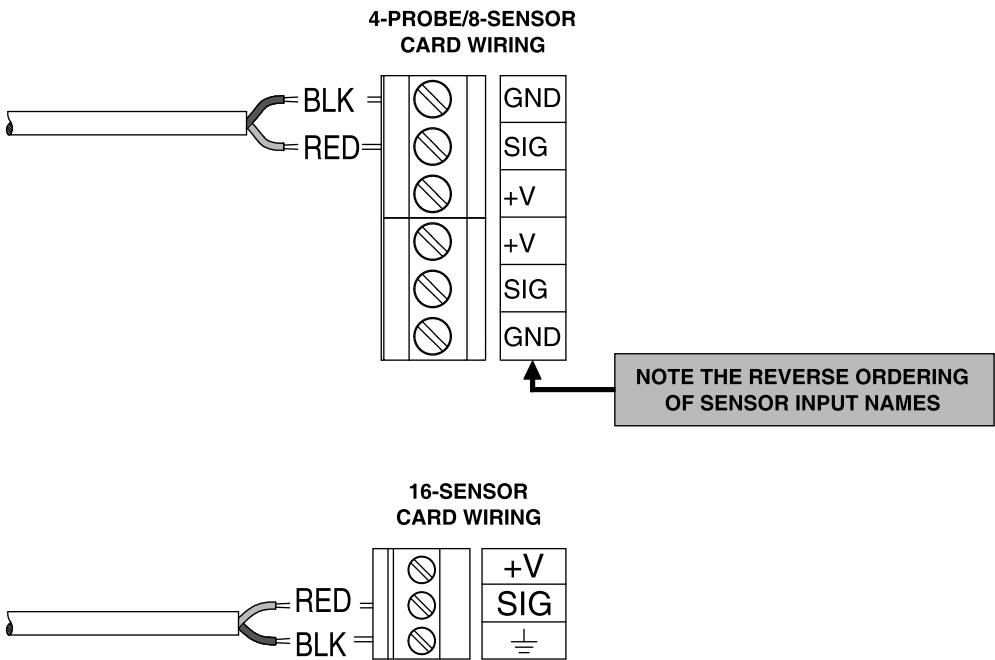 4-PROBE/8-SENSOR
CARD WIRING
BLK
GND
RED
SIG
+V
+V
SIG
GND
NOTE THE REVERSE ORDERING
OF SENSOR INPUT NAMES
16-SENSOR
CARD WIRING
+V
RED
SIG
BLK